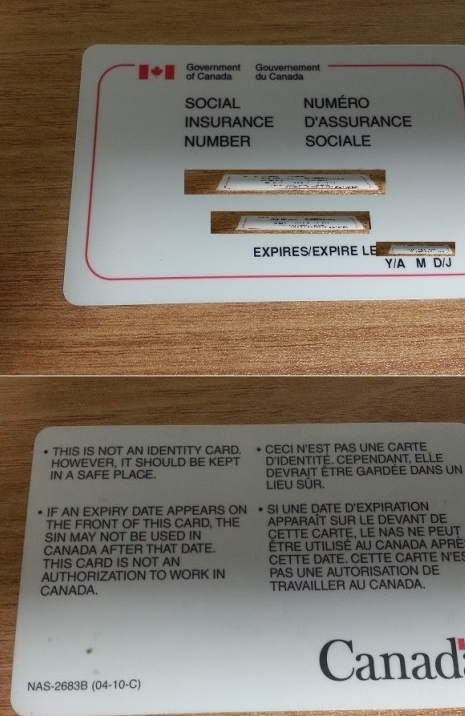 Government
of Canada
Gouvernement
du Canada
SOCIAL
INSURANCE
NUMBER
NUMÉRO
D'ASSURANCE
SOCIALE
EXPIRES/EXPIRE LE
Y/A M D/J
• THIS IS NOT AN IDENTITY CARD.
HOWEVER, IT SHOULD BE KEPT
IN A SAFE PLACE.
• IF AN EXPIRY DATE APPEARS ON
THE FRONT OF THIS CARD, THE
SIN MAY NOT BE USED IN
CANADA AFTER THAT DATE.
THIS CARD IS NOT AN
AUTHORIZATION TO WORK IN
CANADA.
• CECI N'EST PAS UNE CARTE
D'IDENTITÉ. CEPENDANT, ELLE
DEVRAIT ÊTRE GARDÉE DANS UN
LIEU SÛR.
• SI UNE DATE D'EXPIRATION
APPARAÎT SUR LE DEVANT DE
CETTE CARTE, LE NAS NE PEUT
ÊTRE UTILISÉ AU CANADA APRÈ
CETTE DATE. CETTE CARTE N'ES
PAS UNE AUTORISATION DE
TRAVAILLER AU CANADA.
NAS-2683B (04-10-C)
Canada